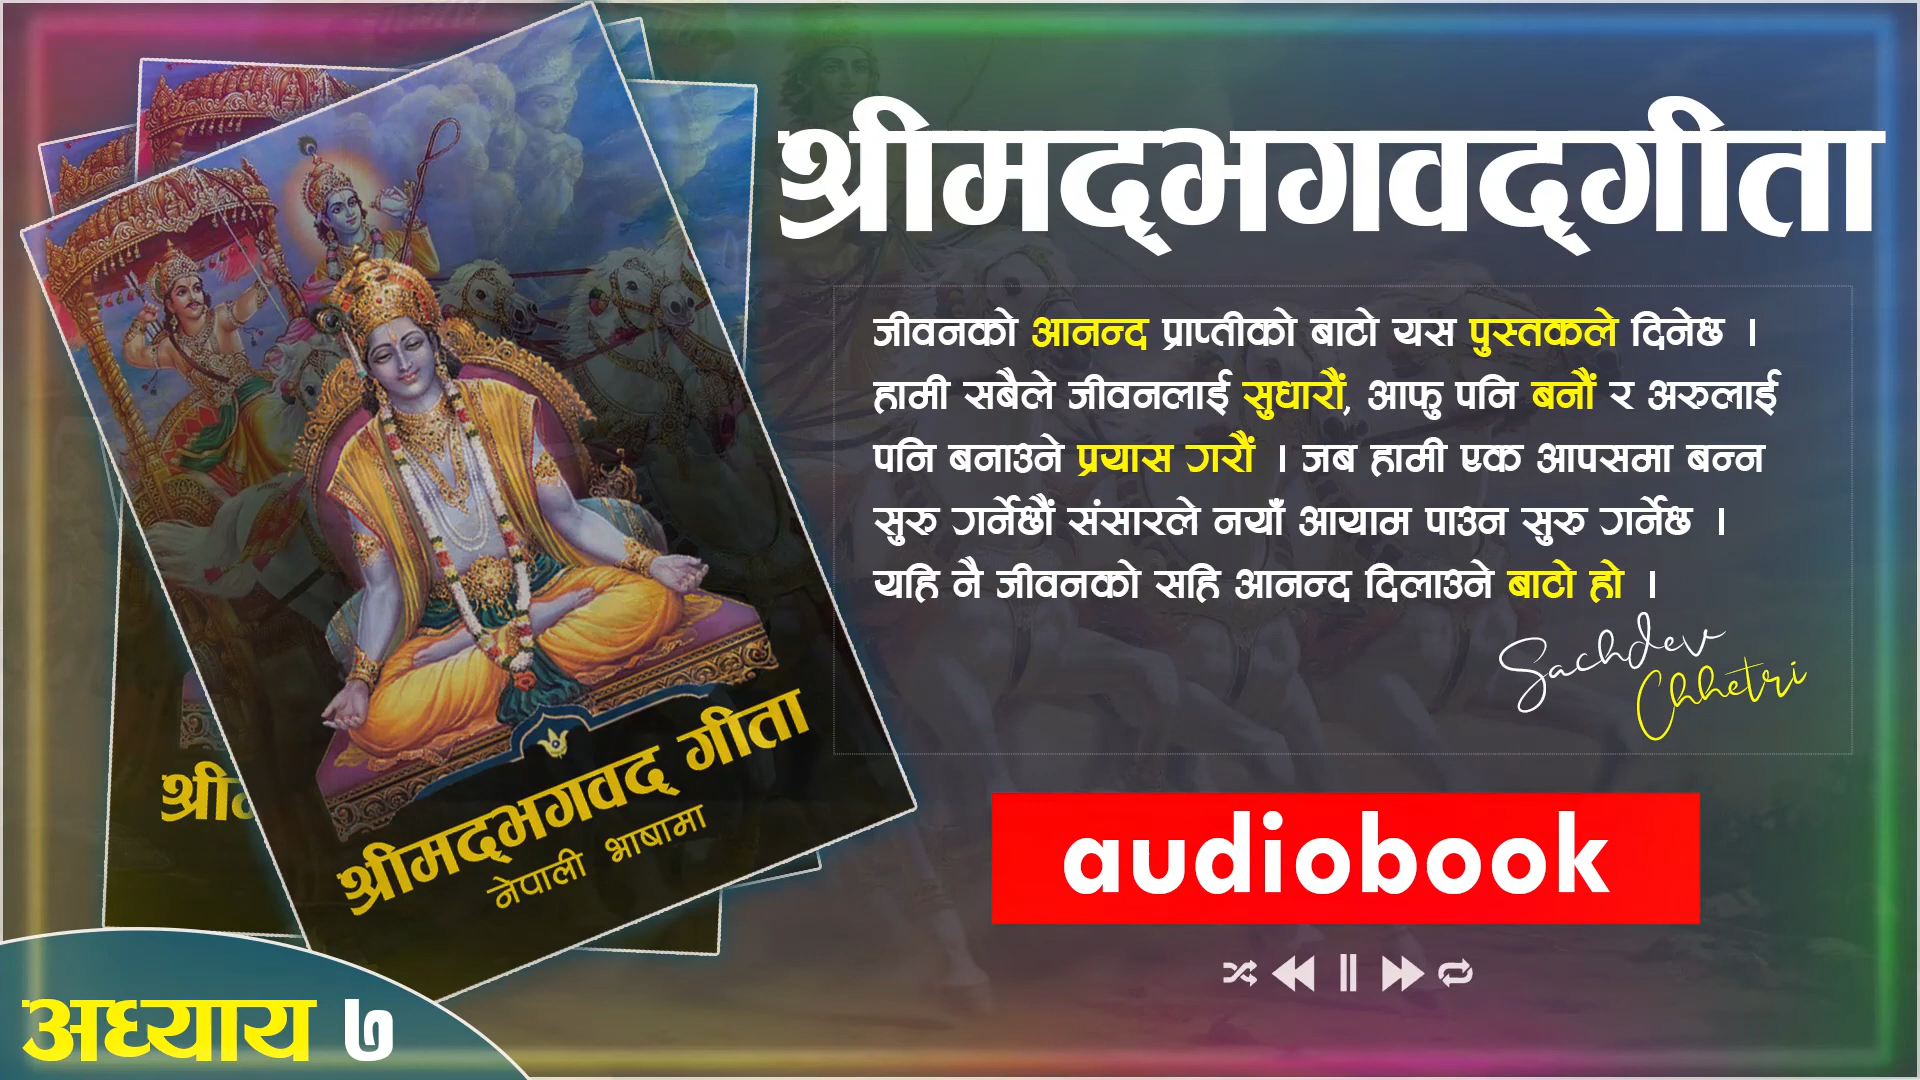 श्रीमद्भगवद्गीता
जीवनको आनन्द प्राप्तीको बाटो यस पुस्तकले दिनेछ ।
हामी सबैले जीवनलाई सुधारौं, आफु पनि बनौं र अरुलाई
पनि बनाउने प्रयास गरौं । जब हामी एक आपसमा बन्न
सुरु गर्नेछौं संसारले नयाँ आयाम पाउन सुरु गर्नेछ ।
यहि नै जीवनको सहि आनन्द दिलाउने बाटो हो ।
Sachdev
Chhetri
audiobook
श्रीमद्भगवद् गीता
नेपाली भाषामा
अध्याय ७